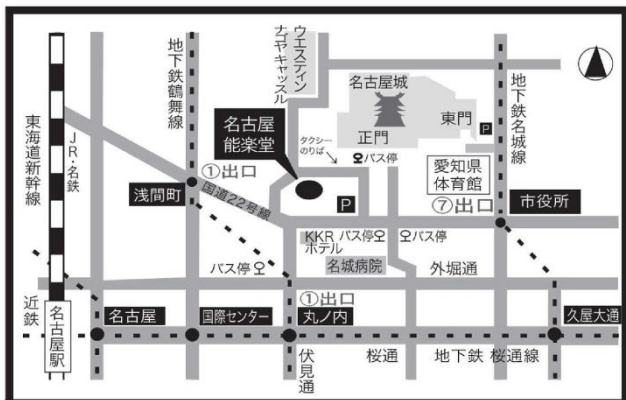 ウエスティン
ナゴヤキャッスル
地下鉄鶴舞線
名古屋城
東門
正門
P
地下鉄名城線
東海道新幹線
JR・名鉄
名古屋
能楽堂
タクシー
のりば
バス停
愛知県
体育館
①出口
浅間町
国道22号線
P
⑦出口
市役所
KKR
ホテル
バス停
バス停
名城病院
バス停
外堀通
①出口
近鉄
名古屋駅
名古屋
国際センター
丸ノ内
久屋大通
伏見通
桜通
地下鉄 桜通線